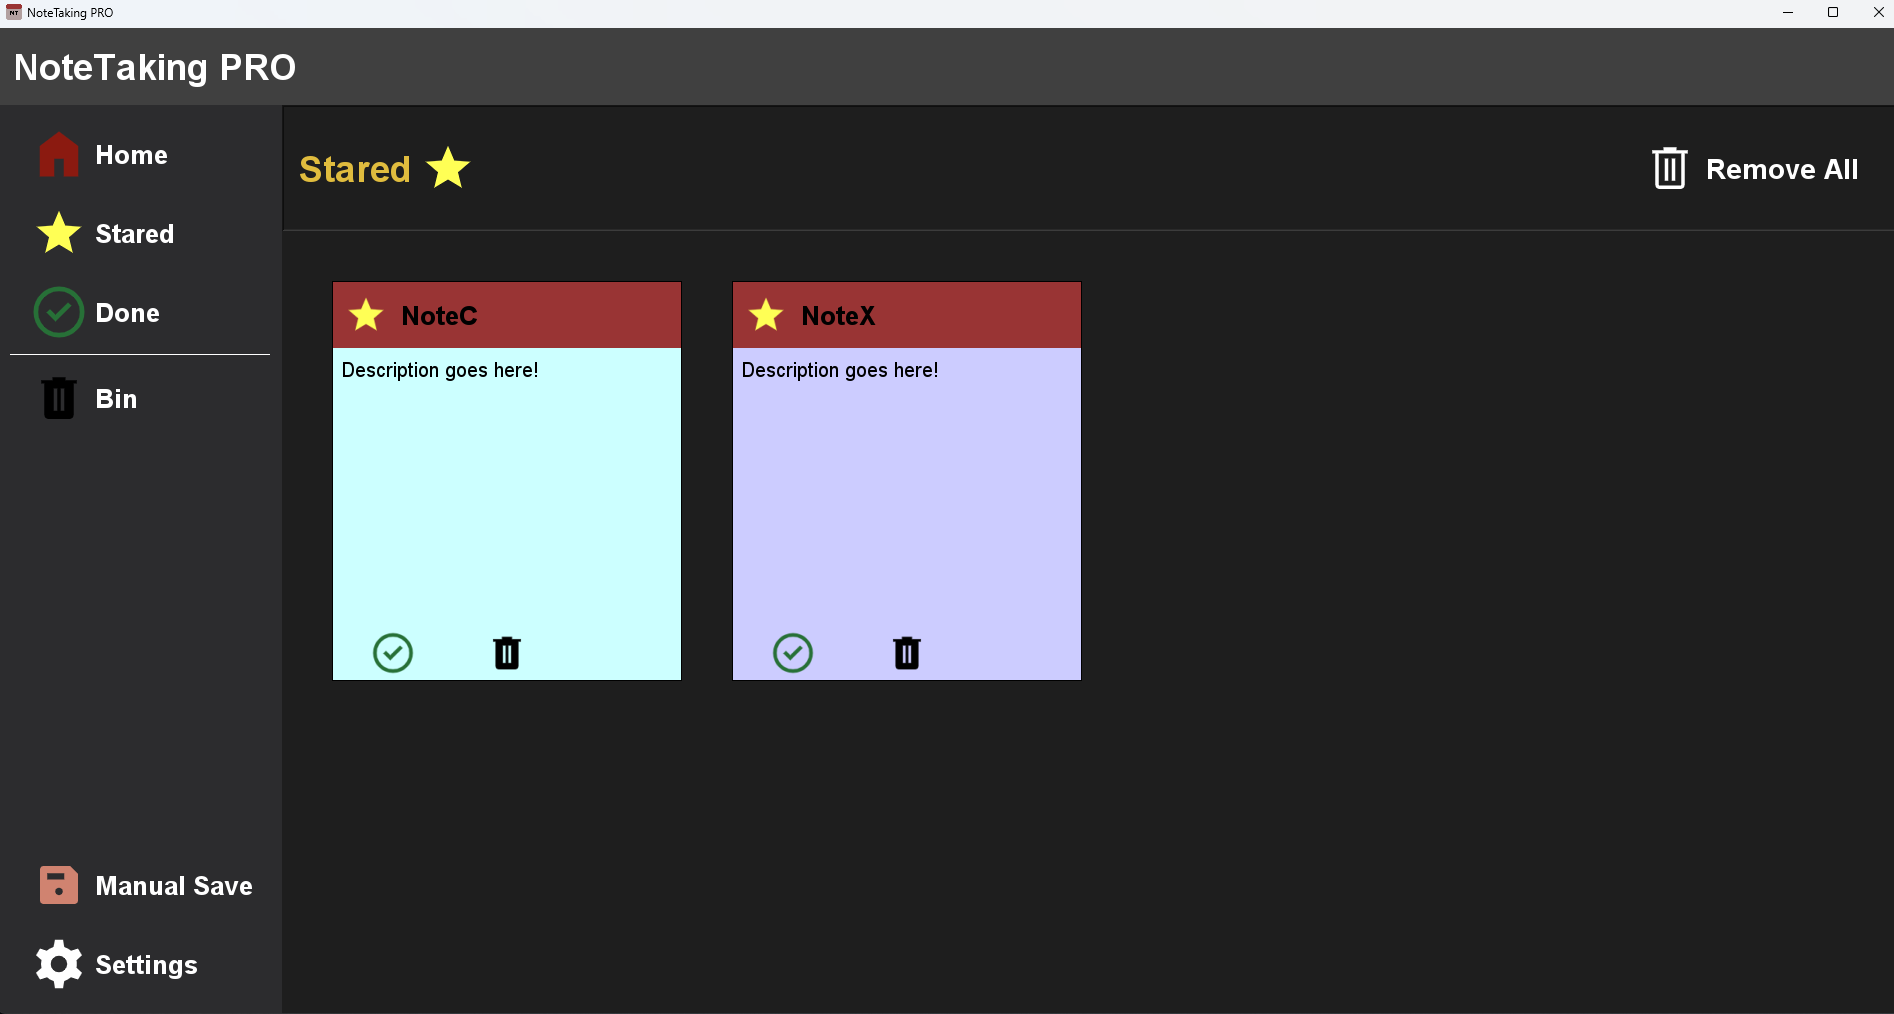 NoteTaking PRO
NoteTaking PRO
Home
Stared
Done
Bin
Manual Save
Settings
Stared
Remove All
NoteC
Description goes here!
NoteX
Description goes here!